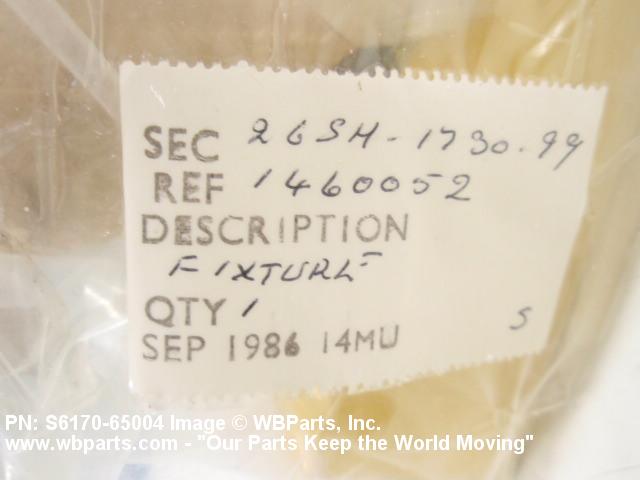 SEC 26SH-1730.99
REF 1460052
DESCRIPTION
FIXTURE
QTY 1
SEP 1986 14MU S
PN: S6170-65004 Image © WBParts, Inc.
www.wbparts.com - "Our Parts Keep the World Moving"